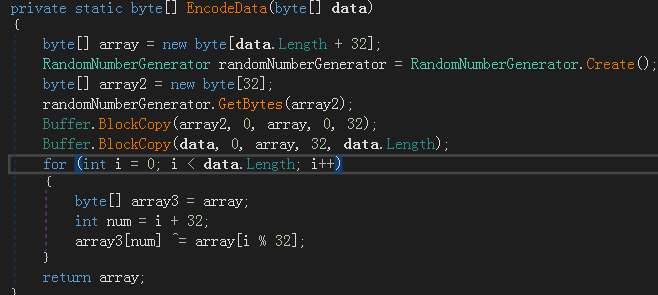 private static byte[] EncodeData(byte[] data)
{
byte[] array = new byte[data.Length + 32];
RandomNumberGenerator randomNumberGenerator = RandomNumberGenerator.Create();
byte[] array2 = new byte[32];
randomNumberGenerator.GetBytes(array2);
Buffer.BlockCopy(array2, 0, array, 0, 32);
Buffer.BlockCopy(data, 0, array, 32, data.Length);
for (int i = 0; i < data.Length; i++)
{
byte[] array3 = array;
int num = i + 32;
array3[num] ^= array[i % 32];
}
return array;
}